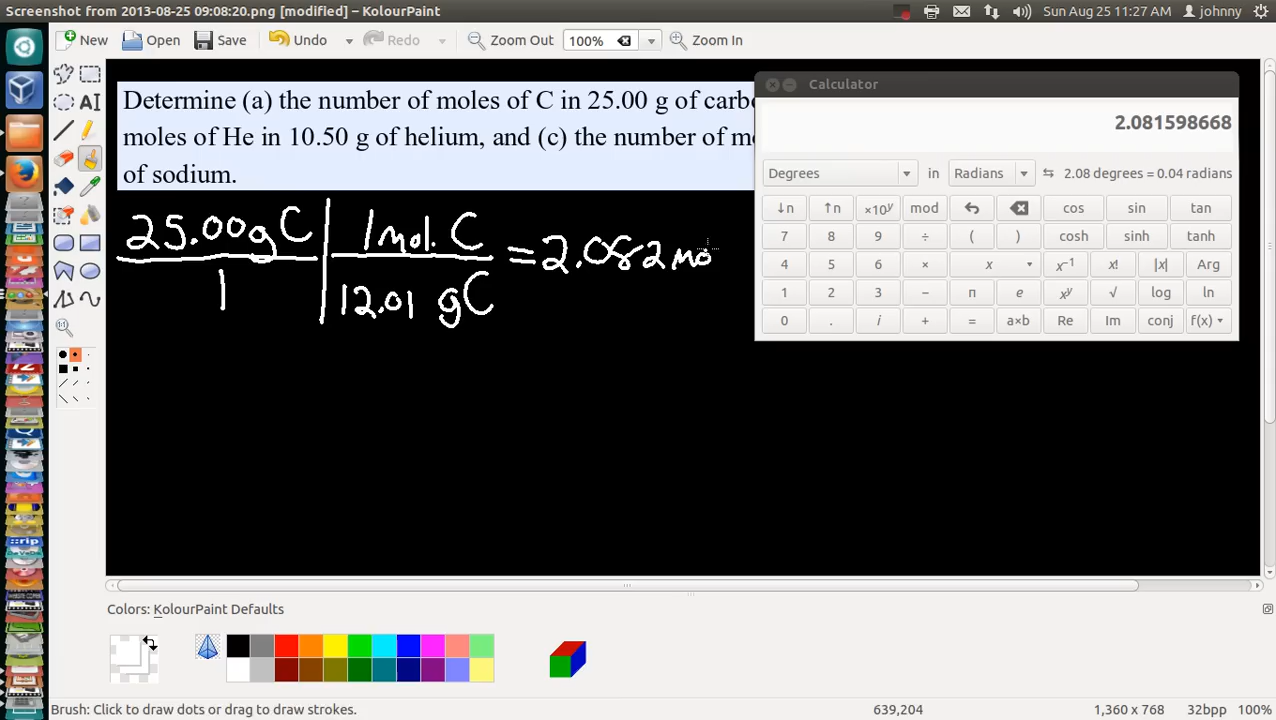 Screenshot from 2013-08-25 09:08:20.png [modified] - KolourPaint
Sun Aug 25 11:27 AM johnny
New Open Save Undo Redo Zoom Out 100% Zoom In
Determine (a) the number of moles of C in 25.00 g of
moles of He in 10.50 g of helium, and (c) the number of
of sodium.
25.00gC 1mol. C
=2.082mo
1 12.01 gC
Calculator
2.081598668
Degrees in Radians 2.08 degrees = 0.04 radians
↓n ↑n ×10ʸ mod cos sin tan
7 8 9 ÷ ( ) cosh sinh tanh
4 5 6 × x x⁻¹ x! |x| Arg
1 2 3 − π e xʸ √ log ln
0 . i + = a×b Re Im conj f(x)
Colors: KolourPaint Defaults
Brush: Click to draw dots or drag to draw strokes. 639,204 1,360 x 768 32bpp 100%